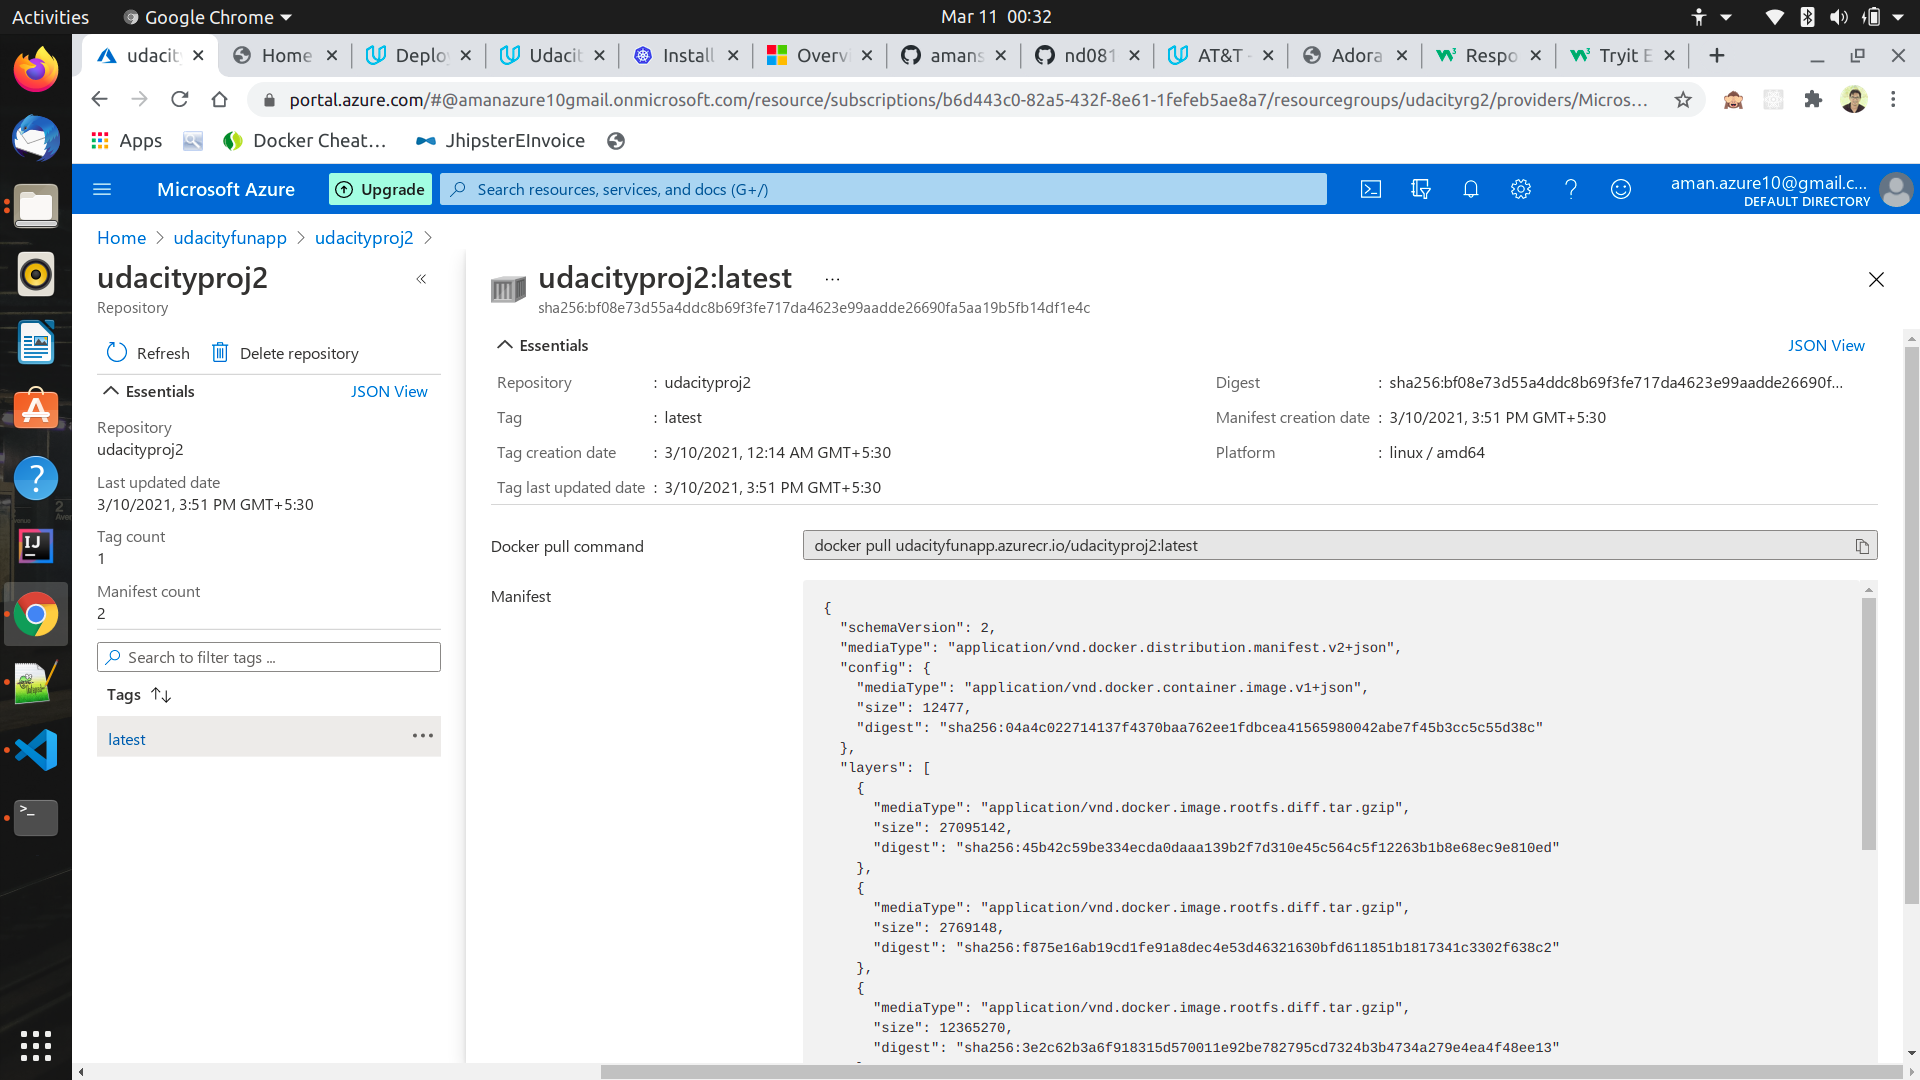 Activities
Google Chrome
Mar 11 00:32
udacity
Home
Deploy
Udacit
Install
Overvi
amans
nd081
AT&T -
Adora
Respo
Tryit E
portal.azure.com/#@amanazure10gmail.onmicrosoft.com/resource/subscriptions/b6d443c0-82a5-432f-8e61-1fefeb5ae8a7/resourcegroups/udacityrg2/providers/Micros...
Apps
Docker Cheat...
JhipsterEInvoice
Microsoft Azure
Upgrade
Search resources, services, and docs (G+/)
aman.azure10@gmail.c...
DEFAULT DIRECTORY
Home > udacityfunapp > udacityproj2 >
udacityproj2
Repository
Refresh
Delete repository
Essentials
JSON View
Repository
udacityproj2
Last updated date
3/10/2021, 3:51 PM GMT+5:30
Tag count
1
Manifest count
2
Search to filter tags ...
Tags
latest
udacityproj2:latest
sha256:bf08e73d55a4ddc8b69f3fe717da4623e99aadde26690fa5aa19b5fb14df1e4c
Essentials
JSON View
Repository : udacityproj2
Tag : latest
Tag creation date : 3/10/2021, 12:14 AM GMT+5:30
Tag last updated date : 3/10/2021, 3:51 PM GMT+5:30
Digest : sha256:bf08e73d55a4ddc8b69f3fe717da4623e99aadde26690f...
Manifest creation date : 3/10/2021, 3:51 PM GMT+5:30
Platform : linux / amd64
Docker pull command
docker pull udacityfunapp.azurecr.io/udacityproj2:latest
Manifest
{
"schemaVersion": 2,
"mediaType": "application/vnd.docker.distribution.manifest.v2+json",
"config": {
"mediaType": "application/vnd.docker.container.image.v1+json",
"size": 12477,
"digest": "sha256:04a4c022714137f4370baa762ee1fdbcea41565980042abe7f45b3cc5c55d38c"
},
"layers": [
{
"mediaType": "application/vnd.docker.image.rootfs.diff.tar.gzip",
"size": 27095142,
"digest": "sha256:45b42c59be334ecda0daaa139b2f7d310e45c564c5f12263b1b8e68ec9e810ed"
},
{
"mediaType": "application/vnd.docker.image.rootfs.diff.tar.gzip",
"size": 2769148,
"digest": "sha256:f875e16ab19cd1fe91a8dec4e53d46321630bfd611851b1817341c3302f638c2"
},
{
"mediaType": "application/vnd.docker.image.rootfs.diff.tar.gzip",
"size": 12365270,
"digest": "sha256:3e2c62b3a6f918315d570011e92be782795cd7324b3b4734a279e4ea4f48ee13"